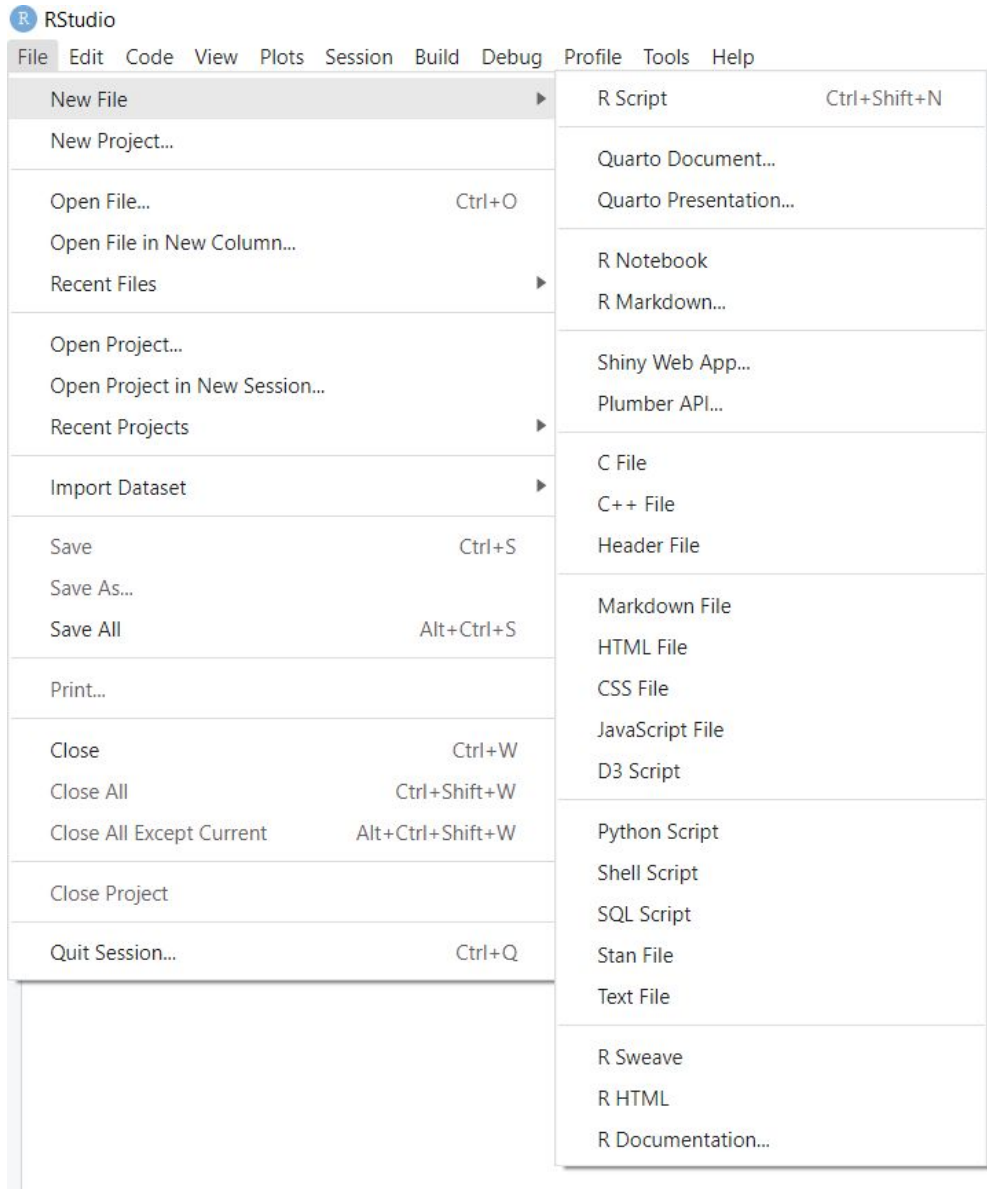 R RStudio
File Edit Code View Plots Session Build Debug Profile Tools Help
New File
New Project...
Open File... Ctrl+O
Open File in New Column...
Recent Files
Open Project...
Open Project in New Session...
Recent Projects
Import Dataset
Save Ctrl+S
Save As...
Save All Alt+Ctrl+S
Print...
Close Ctrl+W
Close All Ctrl+Shift+W
Close All Except Current Alt+Ctrl+Shift+W
Close Project
Quit Session... Ctrl+Q
R Script Ctrl+Shift+N
Quarto Document...
Quarto Presentation...
R Notebook
R Markdown...
Shiny Web App...
Plumber API...
C File
C++ File
Header File
Markdown File
HTML File
CSS File
JavaScript File
D3 Script
Python Script
Shell Script
SQL Script
Stan File
Text File
R Sweave
R HTML
R Documentation...